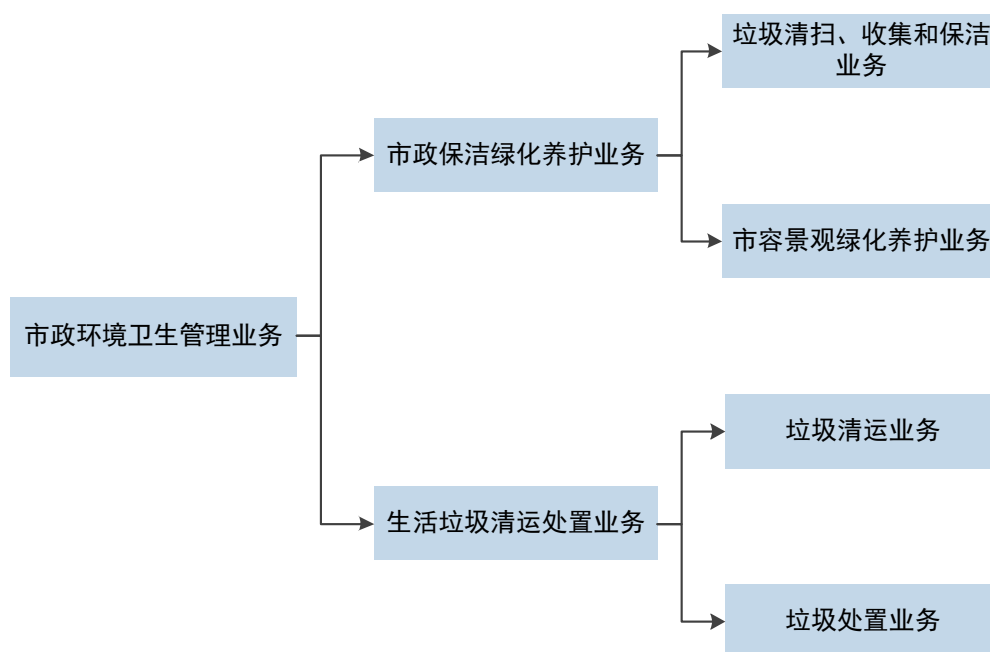 垃圾清扫、收集和保洁
业务
市政保洁绿化养护业务
市容景观绿化养护业务
市政环境卫生管理业务
垃圾清运业务
生活垃圾清运处置业务
垃圾处置业务